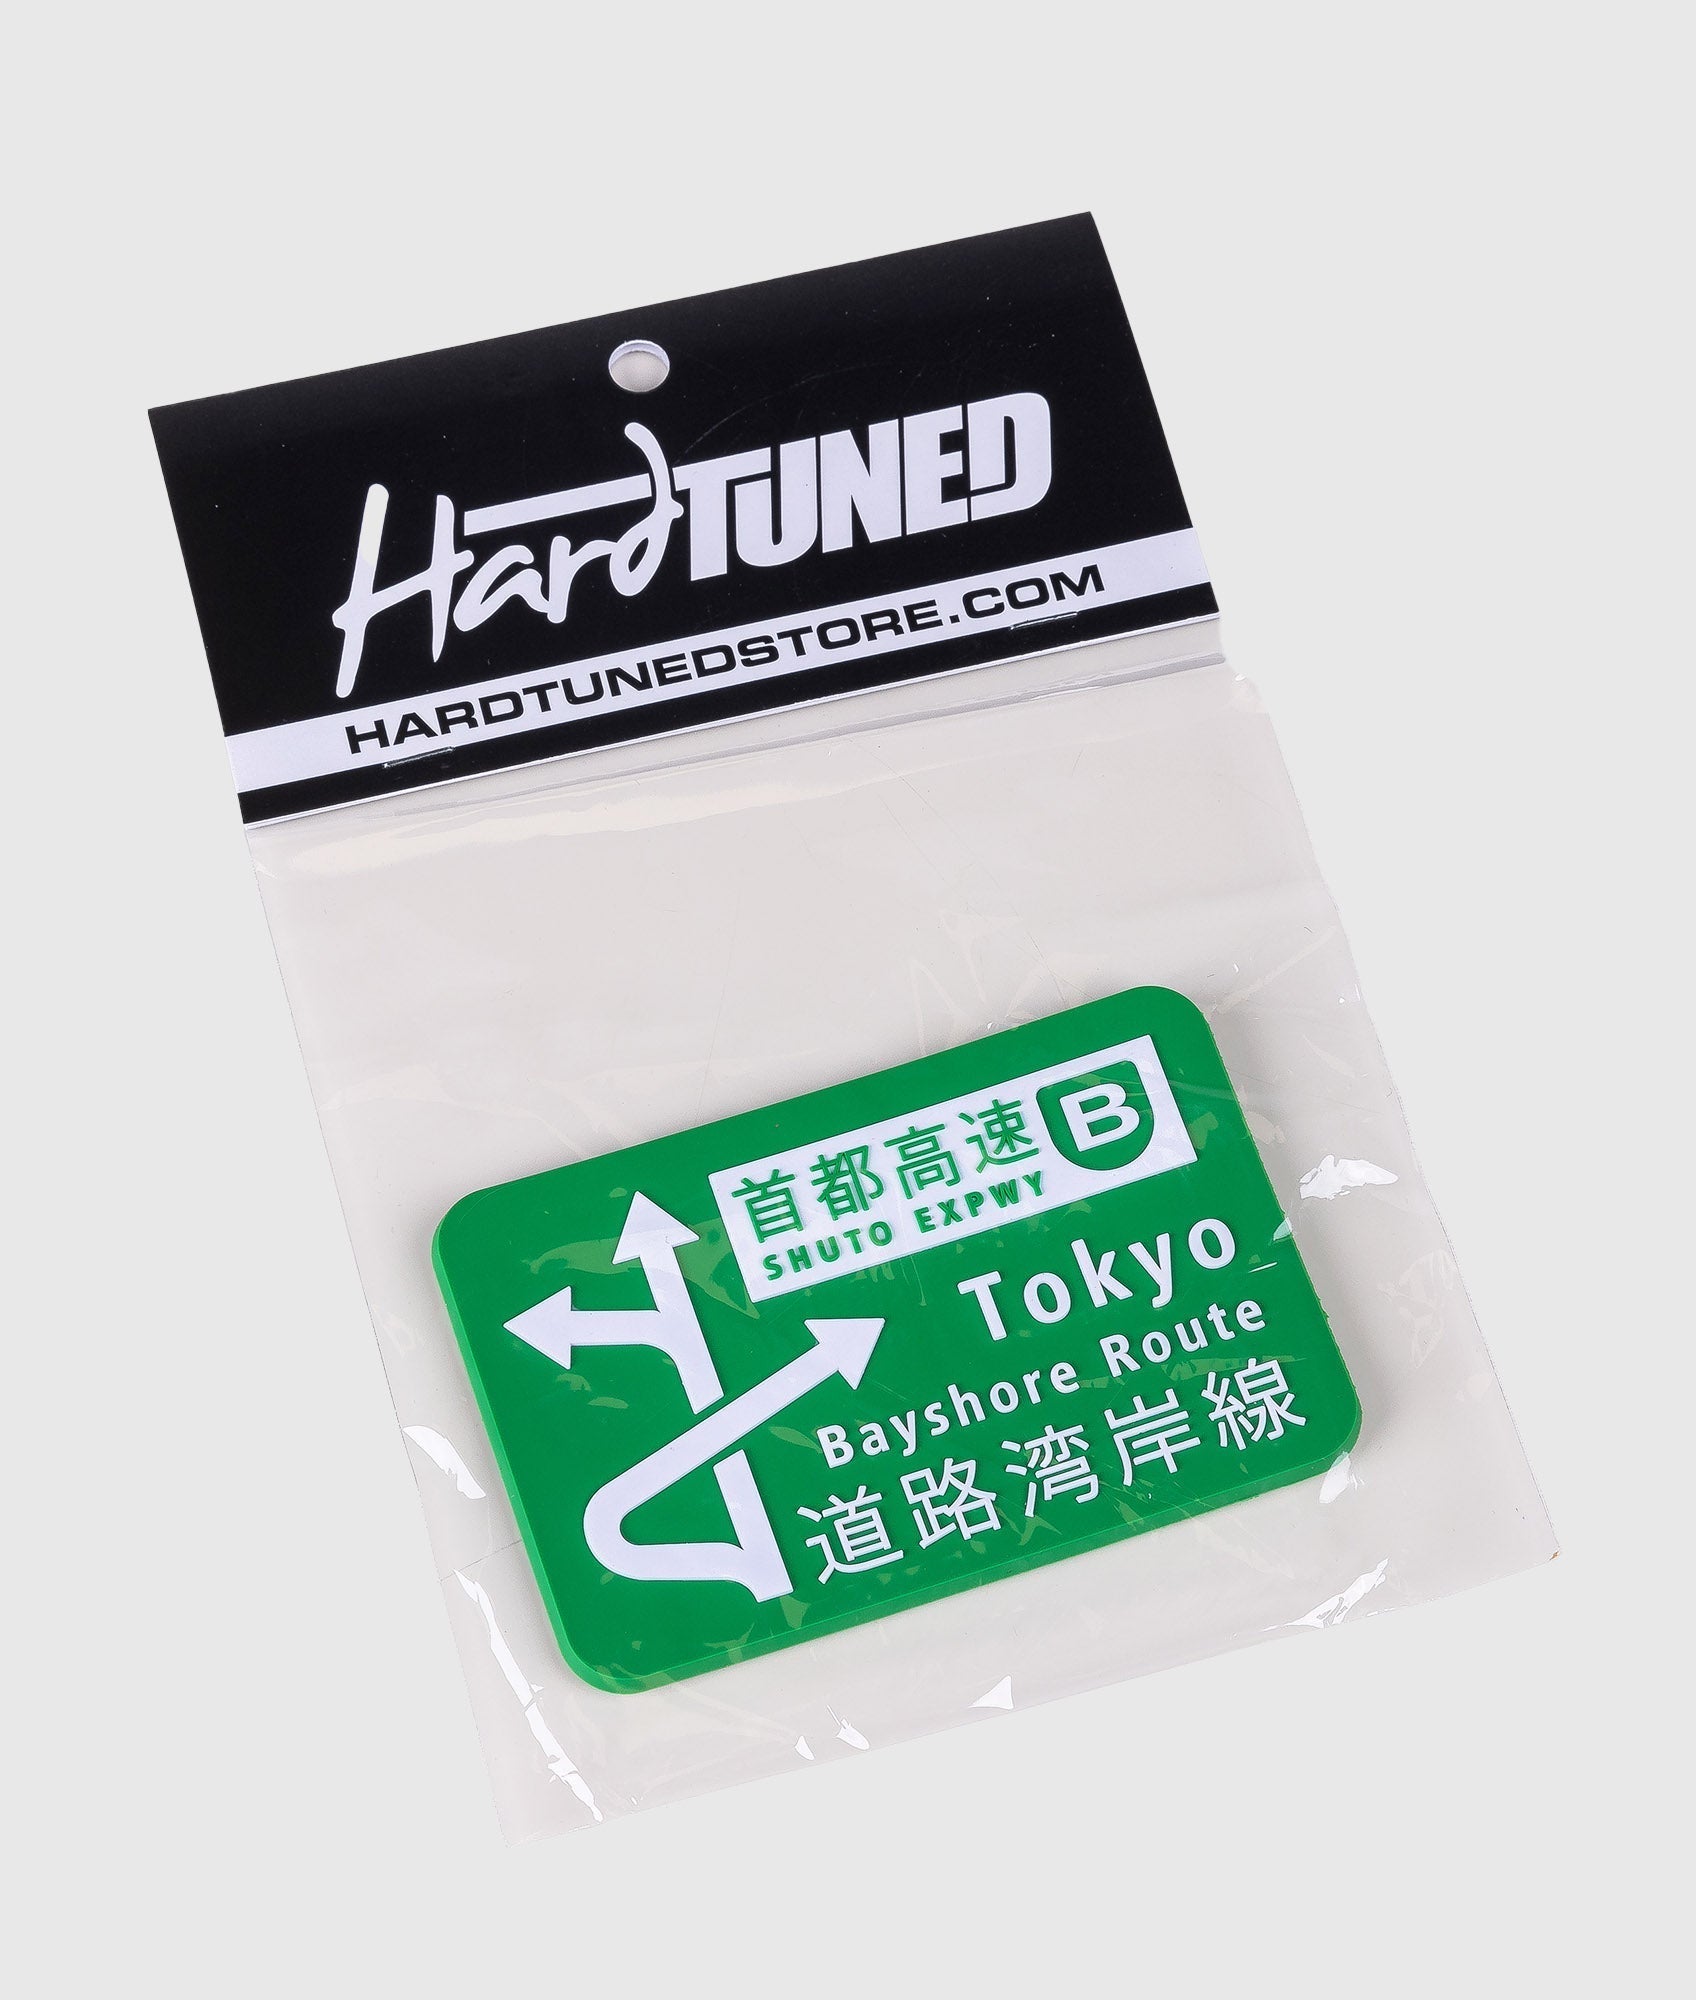 HardTUNED
HARDTUNEDSTORE.COM
首都高速 B
SHUTO EXPWY
Tokyo
Bayshore Route
道路湾岸線